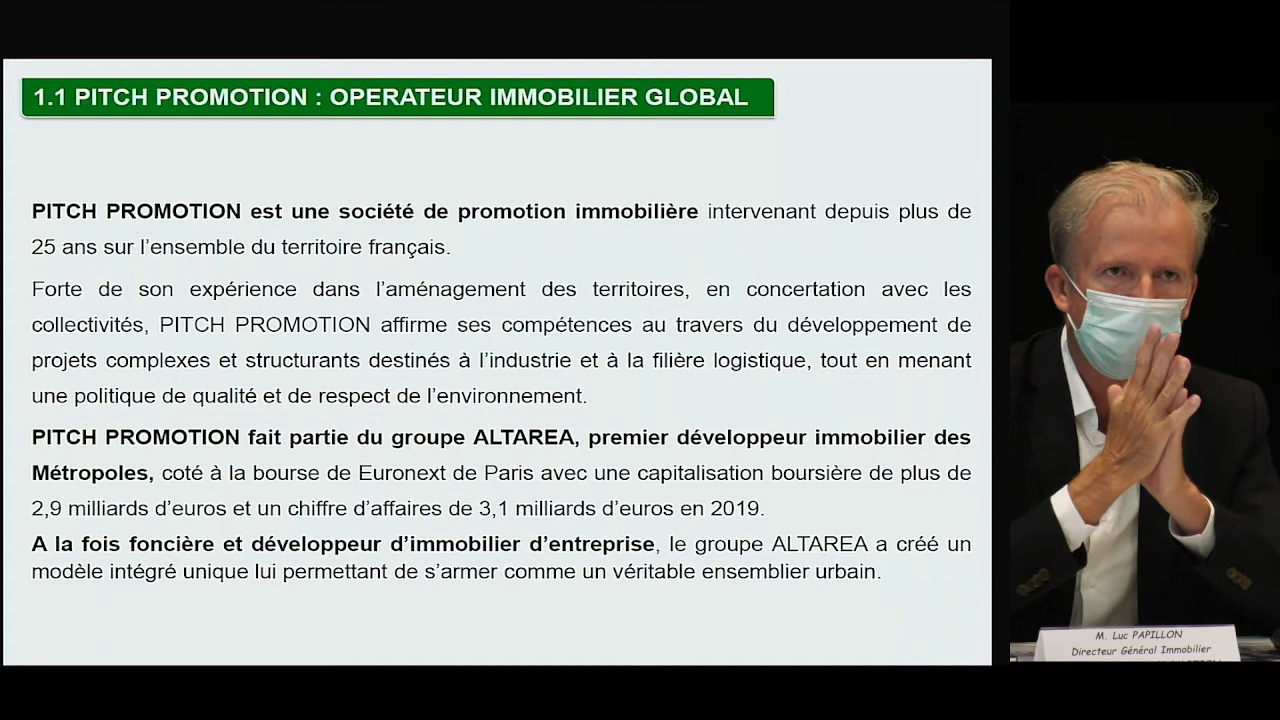 1.1 PITCH PROMOTION : OPERATEUR IMMOBILIER GLOBAL
PITCH PROMOTION est une société de promotion immobilière intervenant depuis plus de
25 ans sur l’ensemble du territoire français.
Forte de son expérience dans l’aménagement des territoires, en concertation avec les
collectivités, PITCH PROMOTION affirme ses compétences au travers du développement de
projets complexes et structurants destinés à l’industrie et à la filière logistique, tout en menant
une politique de qualité et de respect de l’environnement.
PITCH PROMOTION fait partie du groupe ALTAREA, premier développeur immobilier des
Métropoles, coté à la bourse de Euronext de Paris avec une capitalisation boursière de plus de
2,9 milliards d’euros et un chiffre d’affaires de 3,1 milliards d’euros en 2019.
A la fois foncière et développeur d’immobilier d’entreprise, le groupe ALTAREA a créé un
modèle intégré unique lui permettant de s’armer comme un véritable ensemblier urbain.
M. Luc PAPILLON
Directeur Général Immobilier